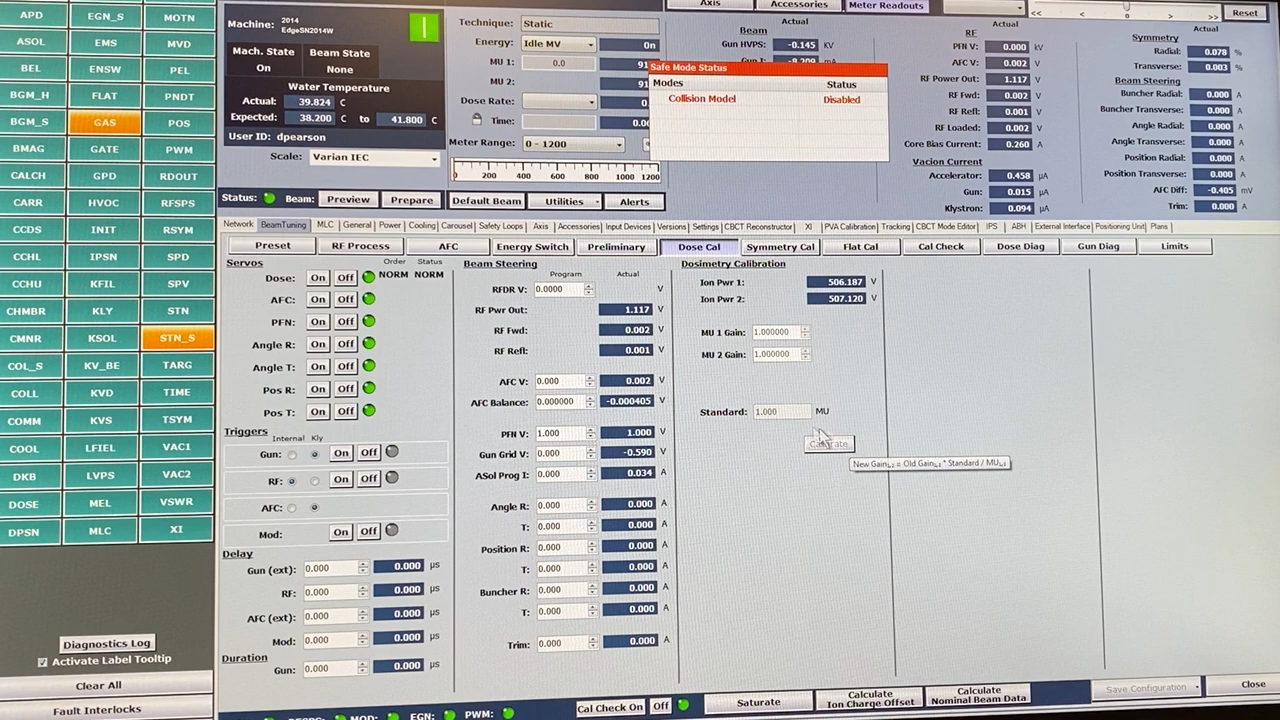 APD EGN_S MOTN
ASOL EMS MVD
BEL ENSW PEL
BGM_H FLAT PNDT
BGM_S GAS POS
BMAG GATE PWM
CALCH GPD RDOUT
CARR HVOC RFSPS
CCDS INIT RSYM
CCHL IPSN SPD
CCHU KFIL SPV
CHMBR KLY STN
CMNR KSOL STN_S
COL_S KV_BE TARG
COLL KVD TIME
COMM KVS TSYM
COOL LFIEL VAC1
DKB LVPS VAC2
DOSE MEL VSWR
DPSN MLC XI
Diagnostics Log
Activate Label Tooltip
Clear All
Fault Interlocks
Machine: 2014
EdgeSN2014W
Mach. State Beam State
On None
Water Temperature
Actual: 39.824 C
Expected: 38.200 C to 41.800 C
User ID: dpearson
Scale: Varian IEC
Status: Beam: Preview Prepare Default Beam Utilities Alerts
Technique: Static
Energy: Idle MV 0n
MU 1: 0.0 91
MU 2: 91
Dose Rate: 0.
Time: 0.00
Meter Range: 0 - 1200
0 200 400 600 800 1000 1200
Axis Accessories Meter Readouts
Actual
Beam
Gun HVPS: -0.145 KV
Safe Mode Status
Modes Status
Collision Model Disabled
RF Actual
PFN V: 0.000 kV
AFC V: 0.002 V
RF Power Out: 1.117 V
RF Fwd: 0.002 V
RF Refl: 0.001 V
RF Loaded: 0.002 V
Core Bias Current: 0.260 A
Vacion Current
Accelerator: 0.458 µA
Gun: 0.015 µA
Klystron: 0.094 µA
<< < 0 > >> Reset
Symmetry Actual
Radial: 0.078 %
Transverse: 0.003 %
Beam Steering
Buncher Radial: 0.000 A
Buncher Transverse: 0.000 A
Angle Radial: 0.000 A
Angle Transverse: 0.000 A
Position Radial: 0.000 A
Position Transverse: 0.000 A
AFC Diff: -0.405 mV
Trim: 0.000 A
Network BeamTuning MLC General Power Cooling Carousel Safety Loops Axis Accessories Input Devices Versions Settings CBCT Reconstructor XI PVA Calibration Tracking CBCT Mode Editor IPS ABH External Interface Positioning Unit Plans
Preset RF Process AFC Energy Switch Preliminary Dose Cal Symmetry Cal Flat Cal Cal Check Dose Diag Gun Diag Limits
Servos Order Status
Dose: On Off NORM NORM
AFC: On Off
PFN: On Off
Angle R: On Off
Angle T: On Off
Pos R: On Off
Pos T: On Off
Triggers
Internal Kly
Gun: On Off
RF: On Off
AFC:
Mod: On Off
Delay
Gun (ext): 0.000 0.000 µs
RF: 0.000 0.000 µs
AFC (ext): 0.000 0.000 µs
Mod: 0.000 0.000 µs
Duration
Gun: 0.000 0.000 µs
Beam Steering
Program Actual
RFDR V: 0.0000 V
RF Pwr Out: 1.117 V
RF Fwd: 0.002 V
RF Refl: 0.001 V
AFC V: 0.000 0.002 V
AFC Balance: 0.000000 -0.000405 V
PFN V: 1.000 1.000 V
Gun Grid V: 0.000 -0.590 V
ASol Prog I: 0.000 0.034 A
Angle R: 0.000 0.000 A
T: 0.000 0.000 A
Position R: 0.000 0.000 A
T: 0.000 0.000 A
Buncher R: 0.000 0.000 A
T: 0.000 0.000 A
Trim: 0.000 0.000 A
Dosimetry Calibration
Ion Pwr 1: 506.187 V
Ion Pwr 2: 507.120 V
MU 1 Gain: 1.000000
MU 2 Gain: 1.000000
Standard: 1.000 MU
New Gain = Old Gain * Standard / MU
MOD: EGN: PWM:
Cal Check On Off Saturate Calculate
Ion Charge Offset Calculate
Nominal Beam Data Save Configuration Close